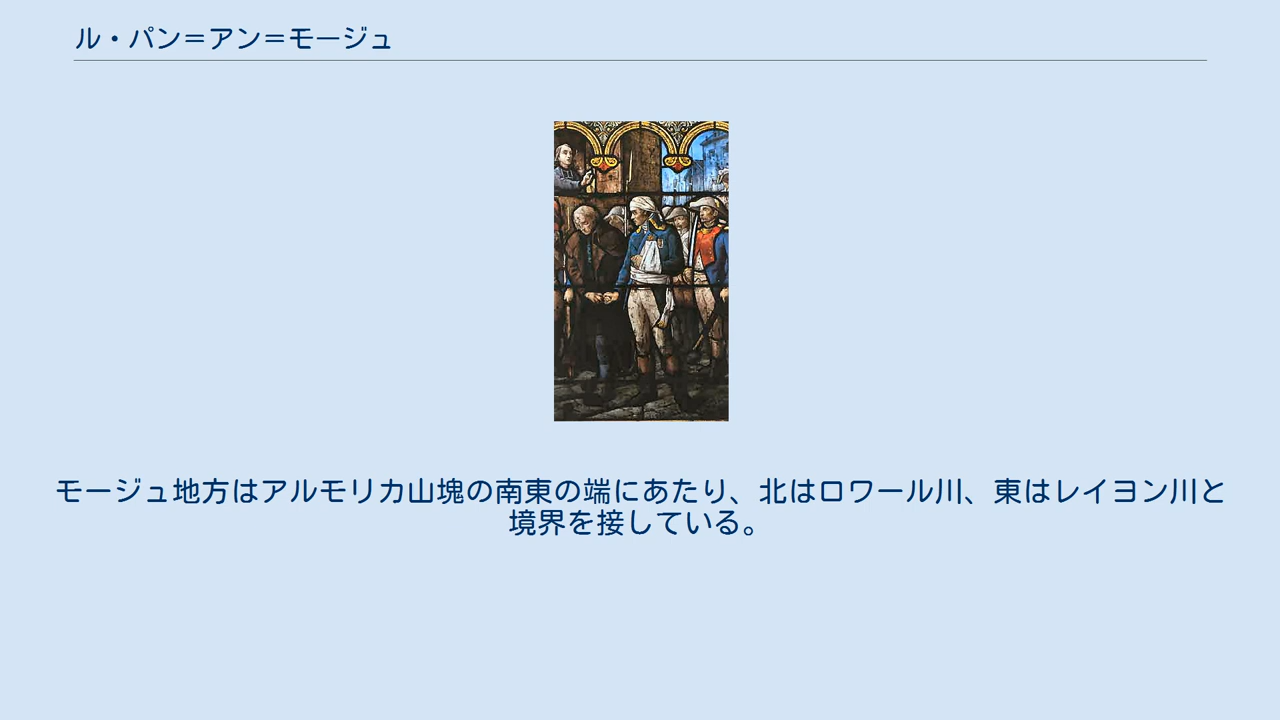 ル・パン＝アン＝モージュ
モージュ地方はアルモリカ山塊の南東の端にあたり、北はロワール川、東はレイヨン川と
境界を接している。